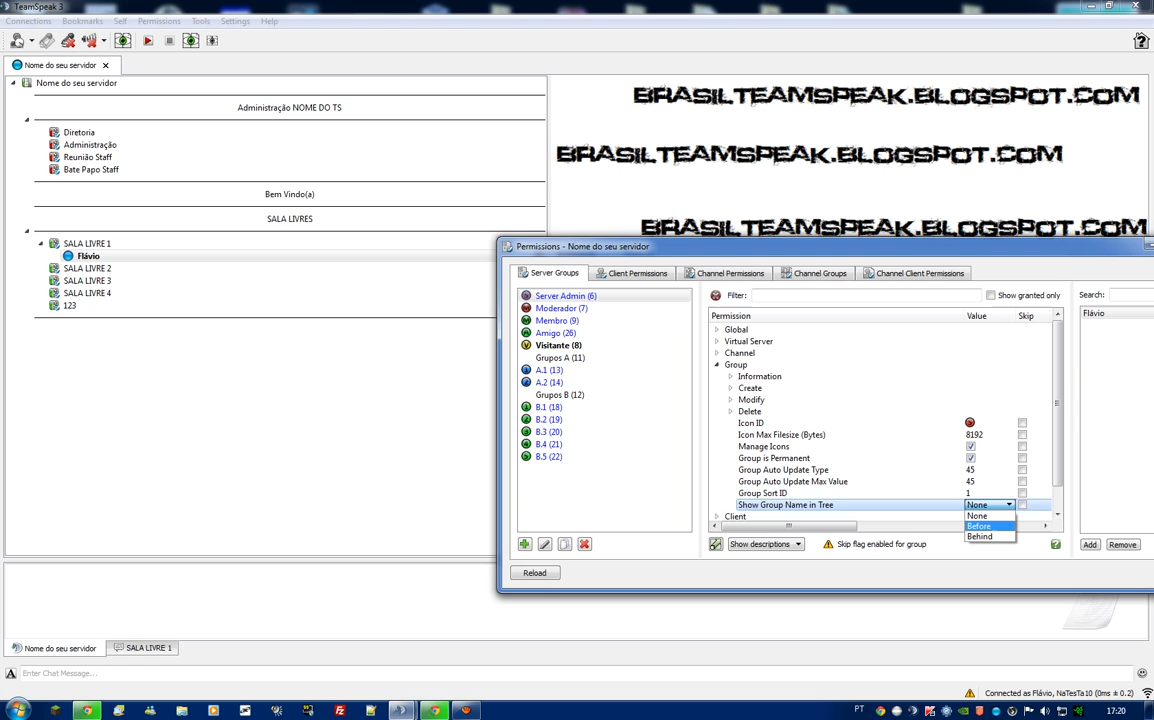 TeamSpeak 3
Connections Bookmarks Self Permissions Tools Settings Help
Nome do seu servidor
Nome do seu servidor
Administração NOME DO TS
Diretoria
Administração
Reunião Staff
Bate Papo Staff
Bem Vindo(a)
SALA LIVRES
SALA LIVRE 1
Flávio
SALA LIVRE 2
SALA LIVRE 3
SALA LIVRE 4
123
BRASILTEAMSPEAK.BLOGSPOT.COM
BRASILTEAMSPEAK.BLOGSPOT.COM
BRASILTEAMSPEAK.BLOGSPOT.COM
Permissions - Nome do seu servidor
Server Groups Client Permissions Channel Permissions Channel Groups Channel Client Permissions
Server Admin (6)
Moderador (7)
Membro (9)
Amigo (26)
Visitante (8)
Grupos A (11)
A.1 (13)
A.2 (14)
Grupos B (12)
B.1 (18)
B.2 (19)
B.3 (20)
B.4 (21)
B.5 (22)
Filter: Show granted only
Permission Value Skip
Global
Virtual Server
Channel
Group
Information
Create
Modify
Delete
Icon ID
Icon Max Filesize (Bytes) 8192
Manage Icons
Group is Permanent
Group Auto Update Type 45
Group Auto Update Max Value 45
Group Sort ID 1
Show Group Name in Tree None
None
Before
Behind
Client
Show descriptions Skip flag enabled for group
Search:
Flávio
Add Remove
Reload
Nome do seu servidor SALA LIVRE 1
Enter Chat Message...
Connected as Flávio, NaTesTa10 (0ms ± 0.2)
PT 17:20